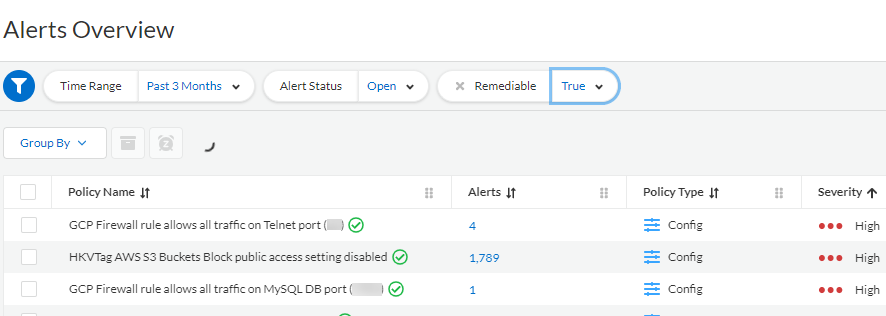 Alerts Overview
Time Range Past 3 Months Alert Status Open Remediable True
Group By
Policy Name Alerts Policy Type Severity
GCP Firewall rule allows all traffic on Telnet port ( ) 4 Config High
HKVTag AWS S3 Buckets Block public access setting disabled 1,789 Config High
GCP Firewall rule allows all traffic on MySQL DB port ( ) 1 Config High